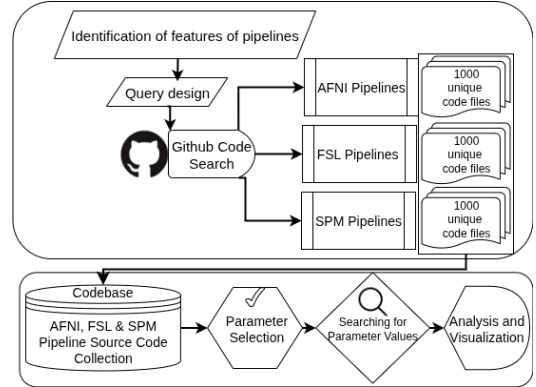 Identification of features of pipelines
Query design
Github Code
Search
AFNI Pipelines
1000
unique
code files
FSL Pipelines
1000
unique
code files
SPM Pipelines
1000
unique
code files
Codebase
AFNI, FSL & SPM
Pipeline Source Code
Collection
Parameter
Selection
Searching for
Parameter Values
Analysis and
Visualization